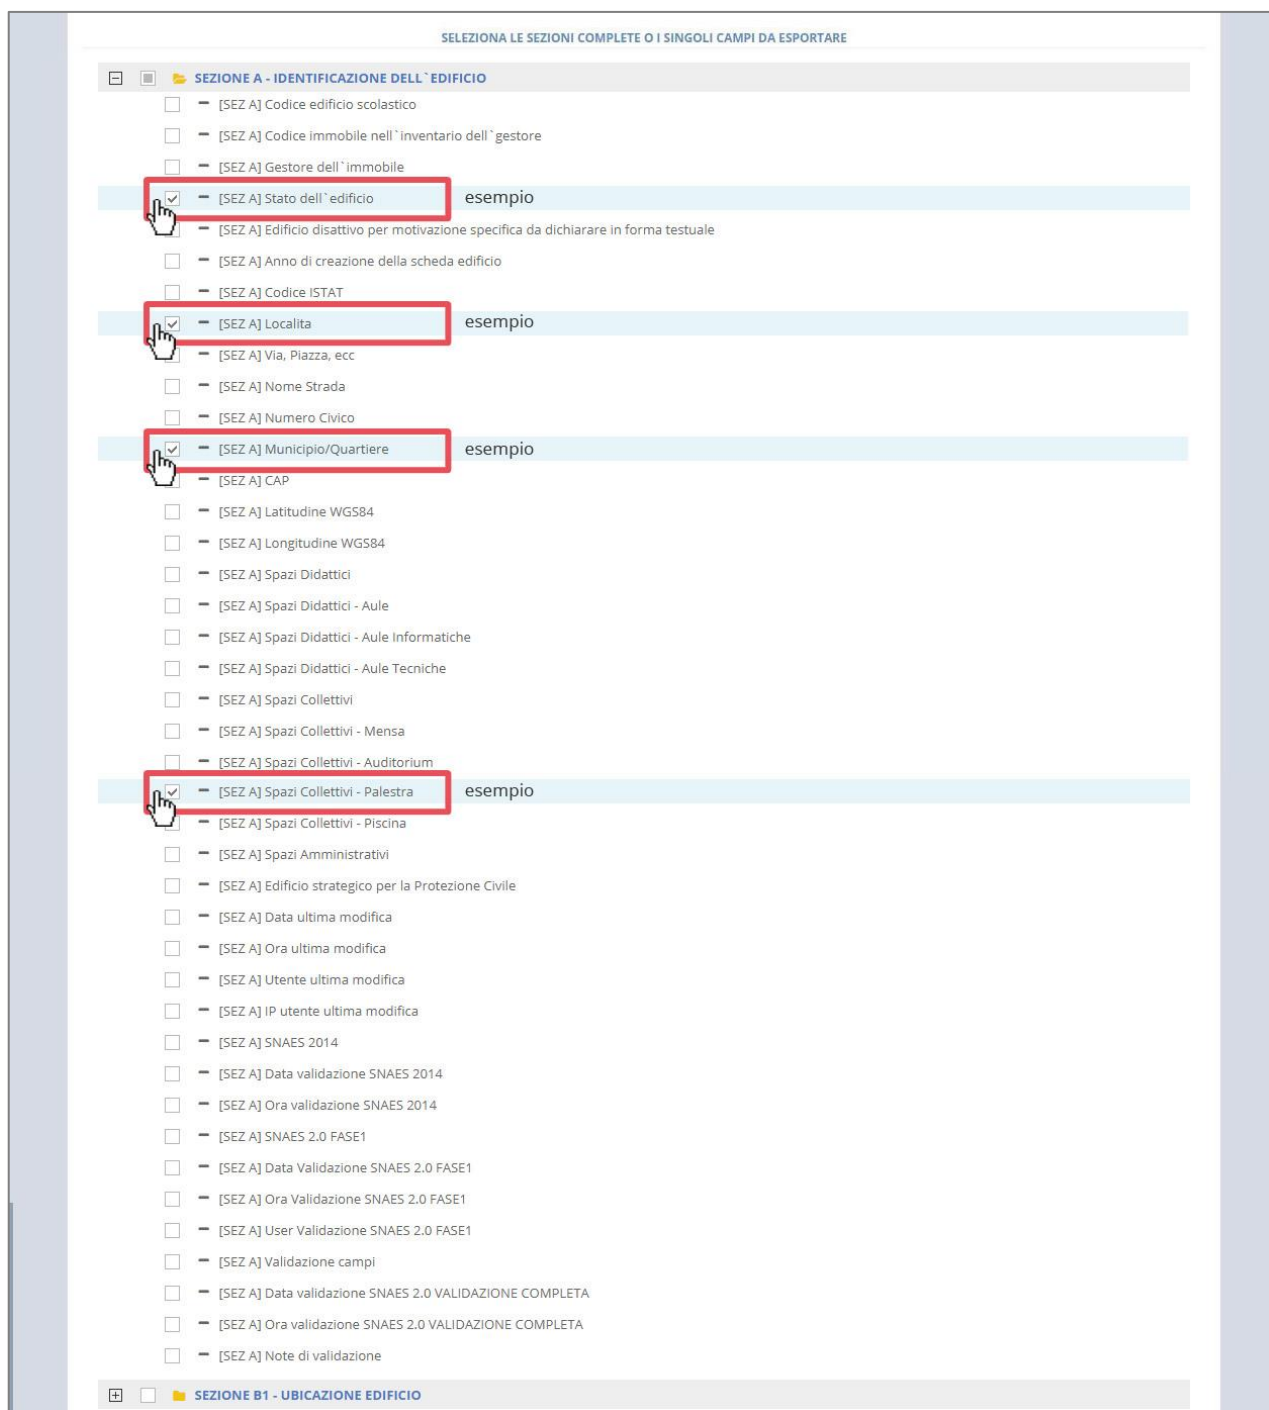 SELEZIONA LE SEZIONI COMPLETE O I SINGOLI CAMPI DA ESPORTARE
SEZIONE A - IDENTIFICAZIONE DELL`EDIFICIO
[SEZ A] Codice edificio scolastico
[SEZ A] Codice immobile nell`inventario dell`gestore
[SEZ A] Gestore dell`immobile
[SEZ A] Stato dell`edificio esempio
[SEZ A] Edificio disattivo per motivazione specifica da dichiarare in forma testuale
[SEZ A] Anno di creazione della scheda edificio
[SEZ A] Codice ISTAT
[SEZ A] Localita esempio
[SEZ A] Via, Piazza, ecc
[SEZ A] Nome Strada
[SEZ A] Numero Civico
[SEZ A] Municipio/Quartiere esempio
[SEZ A] CAP
[SEZ A] Latitudine WGS84
[SEZ A] Longitudine WGS84
[SEZ A] Spazi Didattici
[SEZ A] Spazi Didattici - Aule
[SEZ A] Spazi Didattici - Aule Informatiche
[SEZ A] Spazi Didattici - Aule Tecniche
[SEZ A] Spazi Collettivi
[SEZ A] Spazi Collettivi - Mensa
[SEZ A] Spazi Collettivi - Auditorium
[SEZ A] Spazi Collettivi - Palestra esempio
[SEZ A] Spazi Collettivi - Piscina
[SEZ A] Spazi Amministrativi
[SEZ A] Edificio strategico per la Protezione Civile
[SEZ A] Data ultima modifica
[SEZ A] Ora ultima modifica
[SEZ A] Utente ultima modifica
[SEZ A] IP utente ultima modifica
[SEZ A] SNAES 2014
[SEZ A] Data validazione SNAES 2014
[SEZ A] Ora validazione SNAES 2014
[SEZ A] SNAES 2.0 FASE1
[SEZ A] Data Validazione SNAES 2.0 FASE1
[SEZ A] Ora Validazione SNAES 2.0 FASE1
[SEZ A] User Validazione SNAES 2.0 FASE1
[SEZ A] Validazione campi
[SEZ A] Data validazione SNAES 2.0 VALIDAZIONE COMPLETA
[SEZ A] Ora validazione SNAES 2.0 VALIDAZIONE COMPLETA
[SEZ A] Note di validazione
SEZIONE B1 - UBICAZIONE EDIFICIO